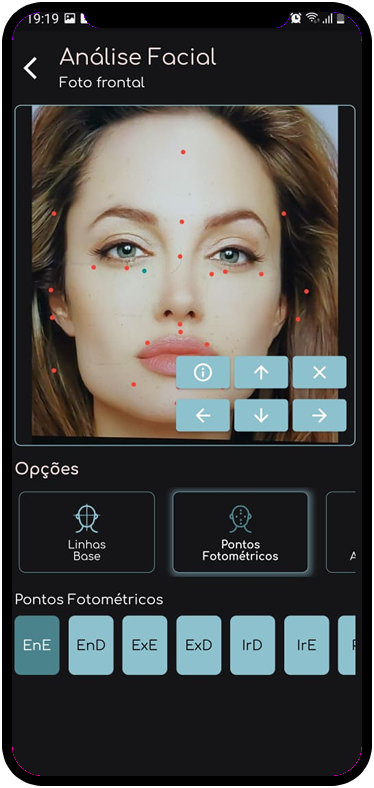 19:19
Análise Facial
Foto frontal
Opções
Linhas
Base
Pontos
Fotométricos
A
Pontos Fotométricos
EnE
EnD
ExE
ExD
IrD
IrE